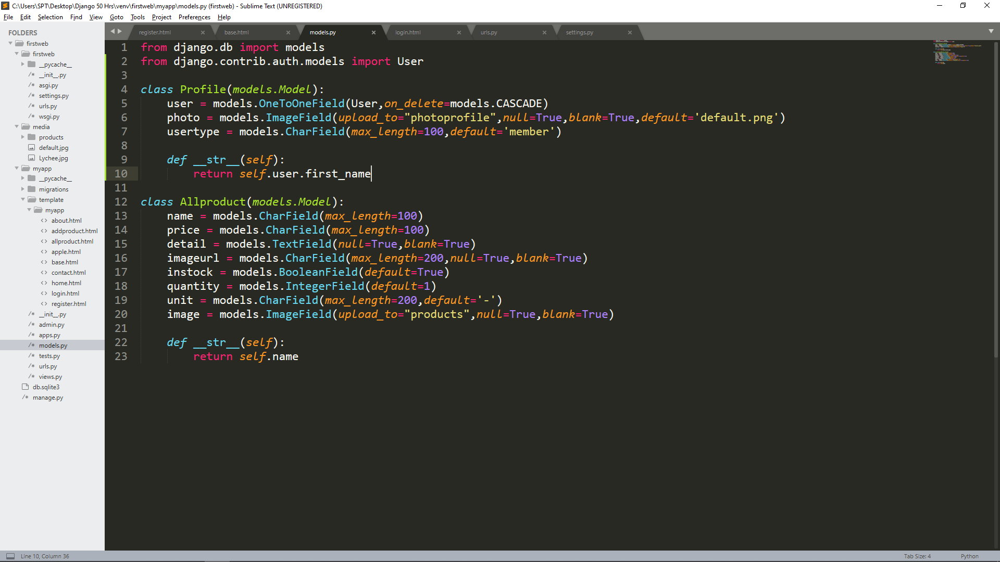 C:\Users\SPT\Desktop\Django 50 Hrs\venv\firstweb\myapp\models.py (firstweb) - Sublime Text (UNREGISTERED)
File Edit Selection Find View Goto Tools Project Preferences Help
FOLDERS
firstweb
firstweb
__pycache__
__init__.py
asgi.py
settings.py
urls.py
wsgi.py
media
products
default.jpg
Lychee.jpg
myapp
__pycache__
migrations
template
myapp
about.html
addproduct.html
allproduct.html
apple.html
base.html
contact.html
home.html
login.html
register.html
__init__.py
admin.py
apps.py
models.py
tests.py
urls.py
views.py
db.sqlite3
manage.py
register.html base.html models.py login.html urls.py settings.py
1 from django.db import models
2 from django.contrib.auth.models import User
3
4 class Profile(models.Model):
5     user = models.OneToOneField(User,on_delete=models.CASCADE)
6     photo = models.ImageField(upload_to="photoprofile",null=True,blank=True,default='default.png')
7     usertype = models.CharField(max_length=100,default='member')
8
9     def __str__(self):
10         return self.user.first_name
11
12 class Allproduct(models.Model):
13     name = models.CharField(max_length=100)
14     price = models.CharField(max_length=100)
15     detail = models.TextField(null=True,blank=True)
16     imageurl = models.CharField(max_length=200,null=True,blank=True)
17     instock = models.BooleanField(default=True)
18     quantity = models.IntegerField(default=1)
19     unit = models.CharField(max_length=200,default='-')
20     image = models.ImageField(upload_to="products",null=True,blank=True)
21
22     def __str__(self):
23         return self.name
Line 10, Column 36 Tab Size: 4 Python